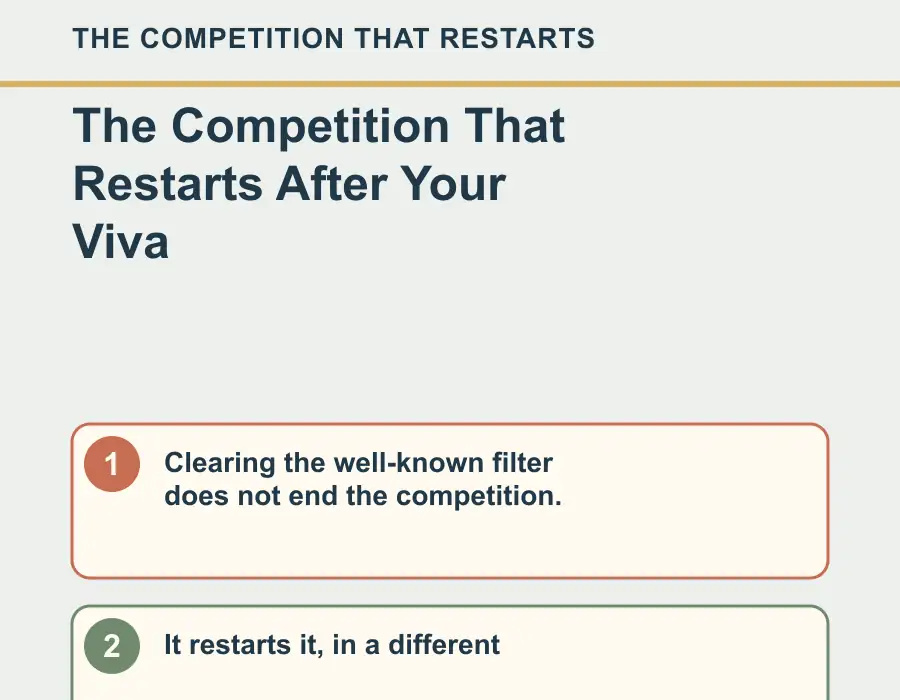 THE COMPETITION THAT RESTARTS
The Competition That
Restarts After Your
Viva
1
Clearing the well-known filter
does not end the competition.
2
It restarts it, in a different